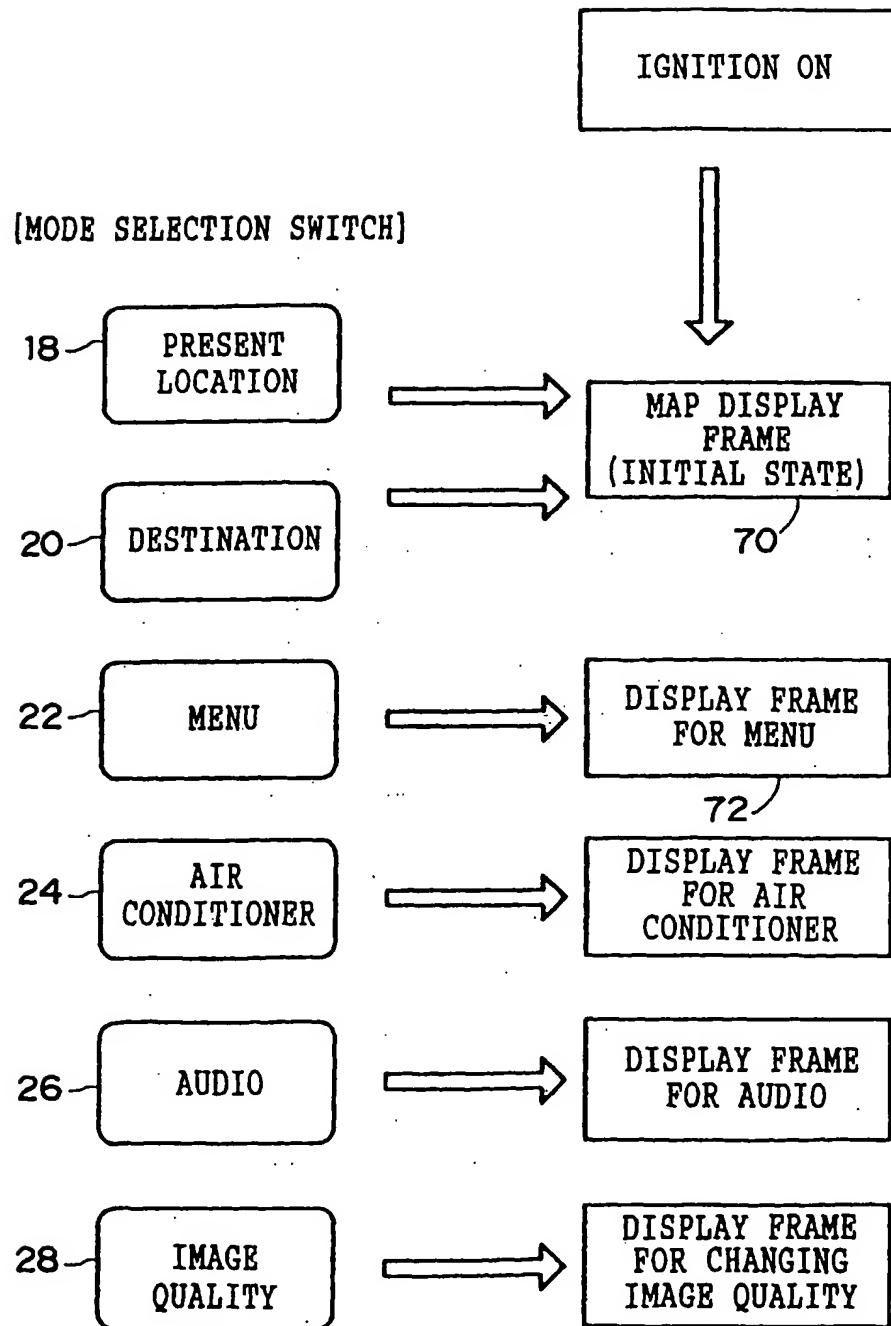 IGNITION ON
[MODE SELECTION SWITCH]
18
PRESENT
LOCATION
MAP DISPLAY
FRAME
(INITIAL STATE)
70
20
DESTINATION
22
MENU
DISPLAY FRAME
FOR MENU
72
24
AIR
CONDITIONER
DISPLAY FRAME
FOR AIR
CONDITIONER
26
AUDIO
DISPLAY FRAME
FOR AUDIO
28
IMAGE
QUALITY
DISPLAY FRAME
FOR CHANGING
IMAGE QUALITY